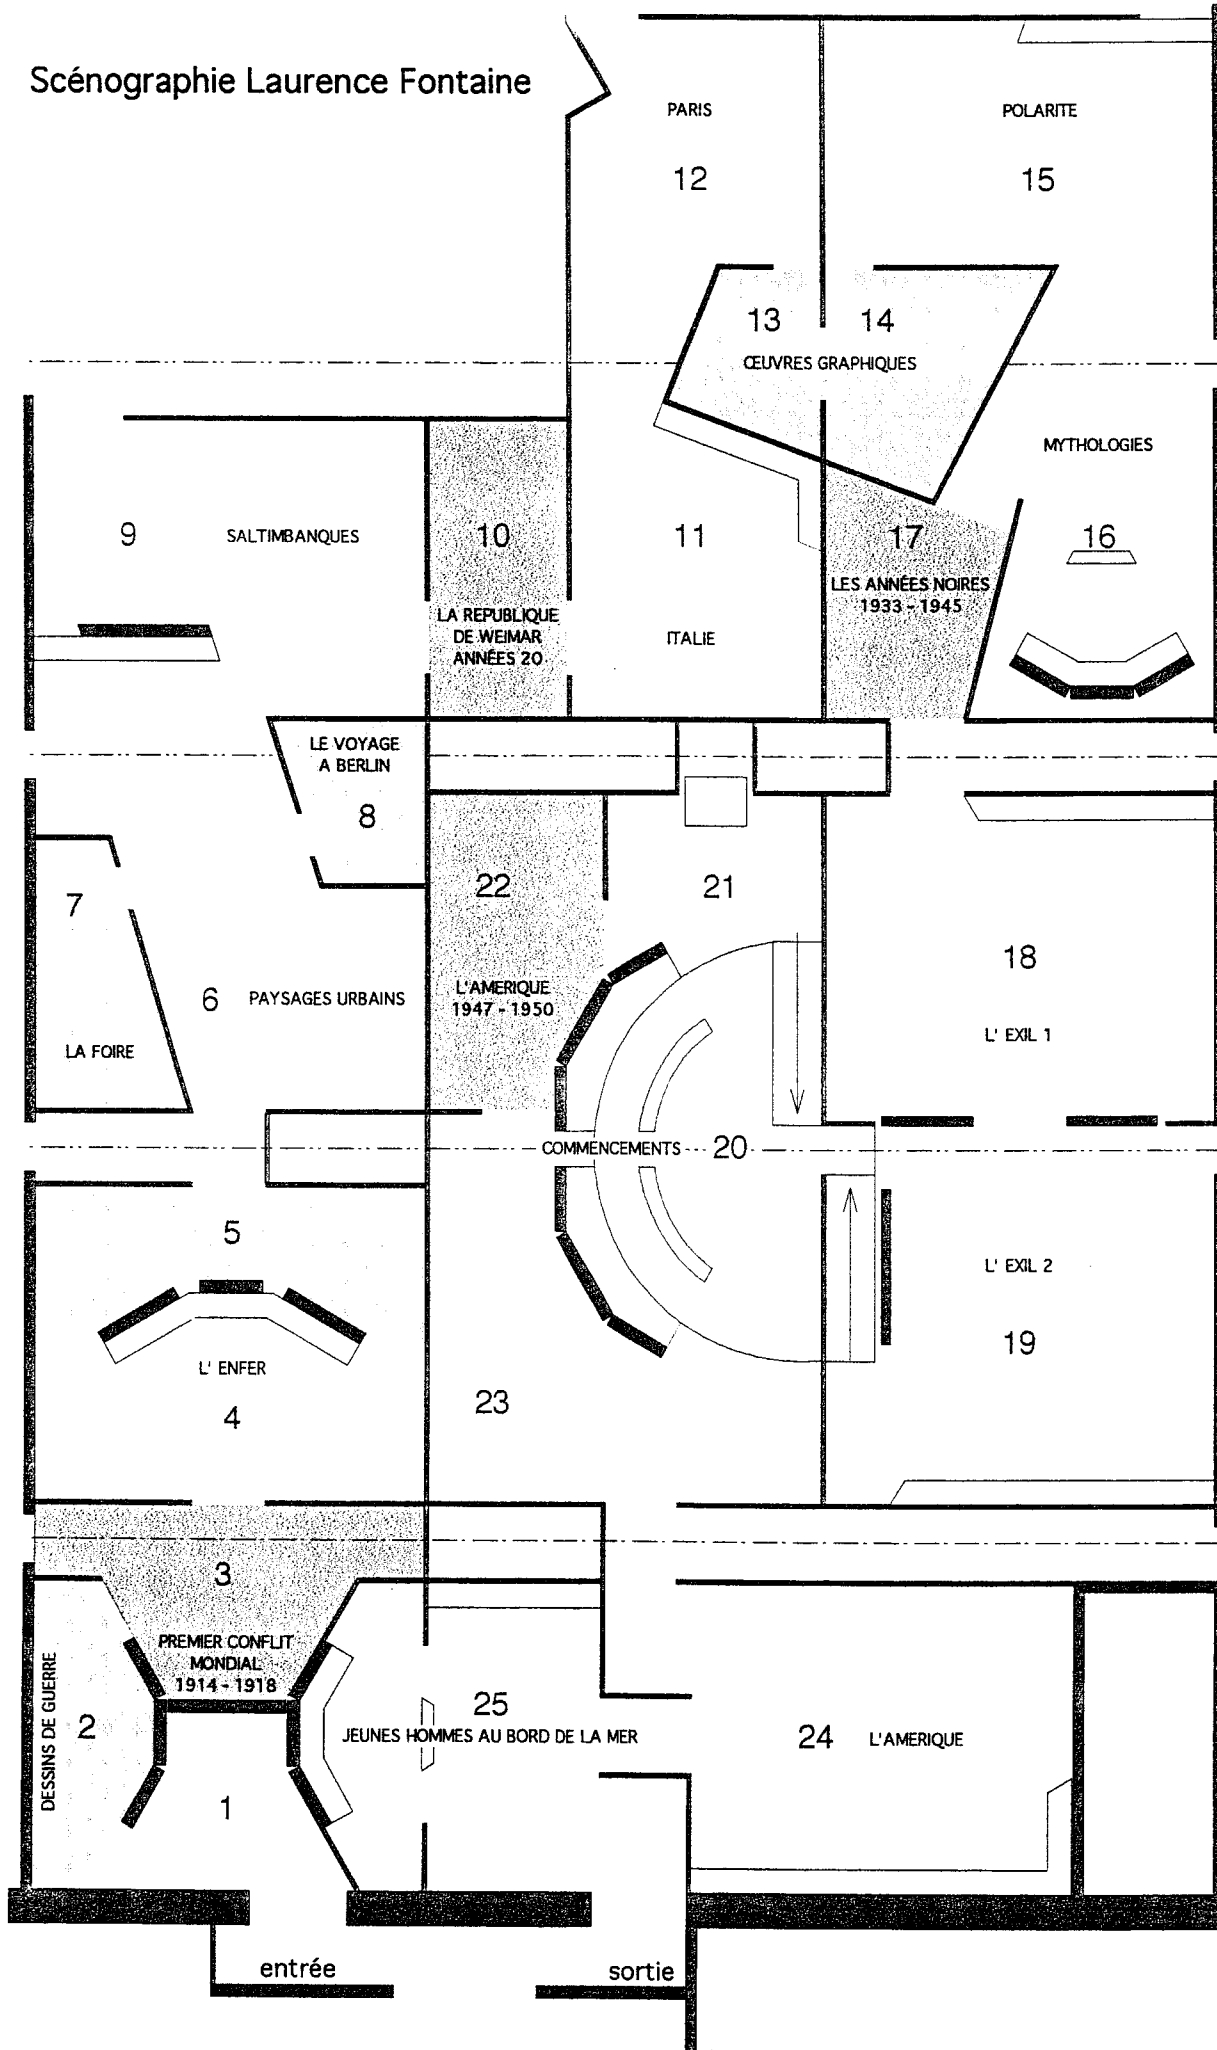 Scénographie Laurence Fontaine
PARIS
12
POLARITE
15
13
14
ŒUVRES GRAPHIQUES
MYTHOLOGIES
16
9
SALTIMBANQUES
10
LA REPUBLIQUE
DE WEIMAR
ANNÉES 20
11
ITALIE
17
LES ANNÉES NOIRES
1933 - 1945
LE VOYAGE
A BERLIN
8
7
LA FOIRE
6
PAYSAGES URBAINS
22
L'AMERIQUE
1947 - 1950
21
18
L' EXIL 1
COMMENCEMENTS
20
5
L' ENFER
4
L' EXIL 2
19
23
3
PREMIER CONFLIT
MONDIAL
1914 - 1918
DESSINS DE GUERRE
2
1
25
JEUNES HOMMES AU BORD DE LA MER
24
L'AMERIQUE
entrée
sortie